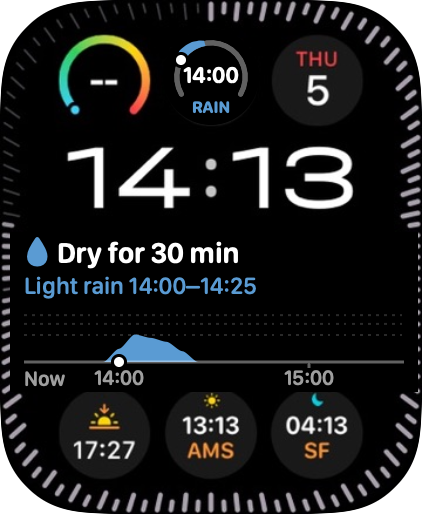 --
14:00
RAIN
THU
5
14:13
Dry for 30 min
Light rain 14:00–14:25
Now 14:00 15:00
17:27
13:13
AMS
04:13
SF